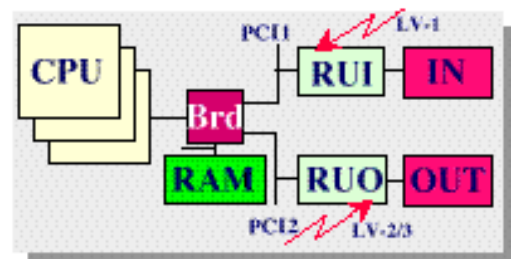 PCI1 LV-1
CPU RUI IN
Brd
RAM RUO OUT
PCI2 LV-2/3